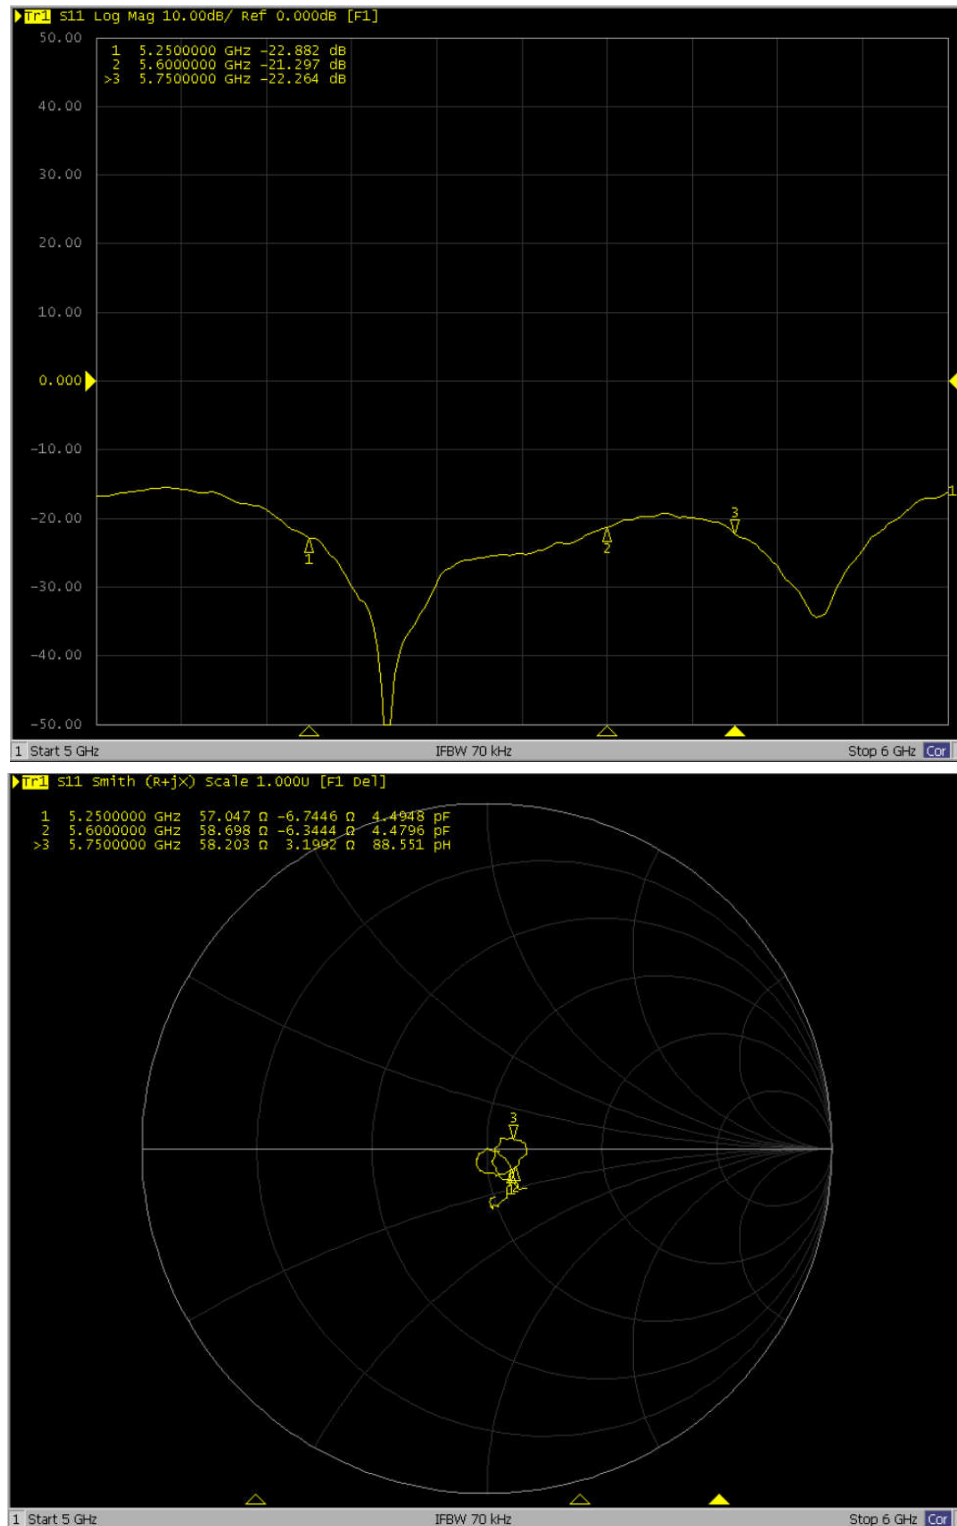 Tr1 S11 Log Mag 10.00dB/ Ref 0.000dB [F1]
50.00
1 5.2500000 GHz -22.882 dB
2 5.6000000 GHz -21.297 dB
>3 5.7500000 GHz -22.264 dB
40.00
30.00
20.00
10.00
0.000
-10.00
-20.00
-30.00
-40.00
-50.00
1
2
3
1
1 Start 5 GHz IFBW 70 kHz Stop 6 GHz Cor
Tr1 S11 Smith (R+jX) Scale 1.000U [F1 Del]
1 5.2500000 GHz 57.047 Ω -6.7446 Ω 4.4948 pF
2 5.6000000 GHz 58.698 Ω -6.3444 Ω 4.4796 pF
>3 5.7500000 GHz 58.203 Ω 3.1992 Ω 88.551 pH
3
1 Start 5 GHz IFBW 70 kHz Stop 6 GHz Cor